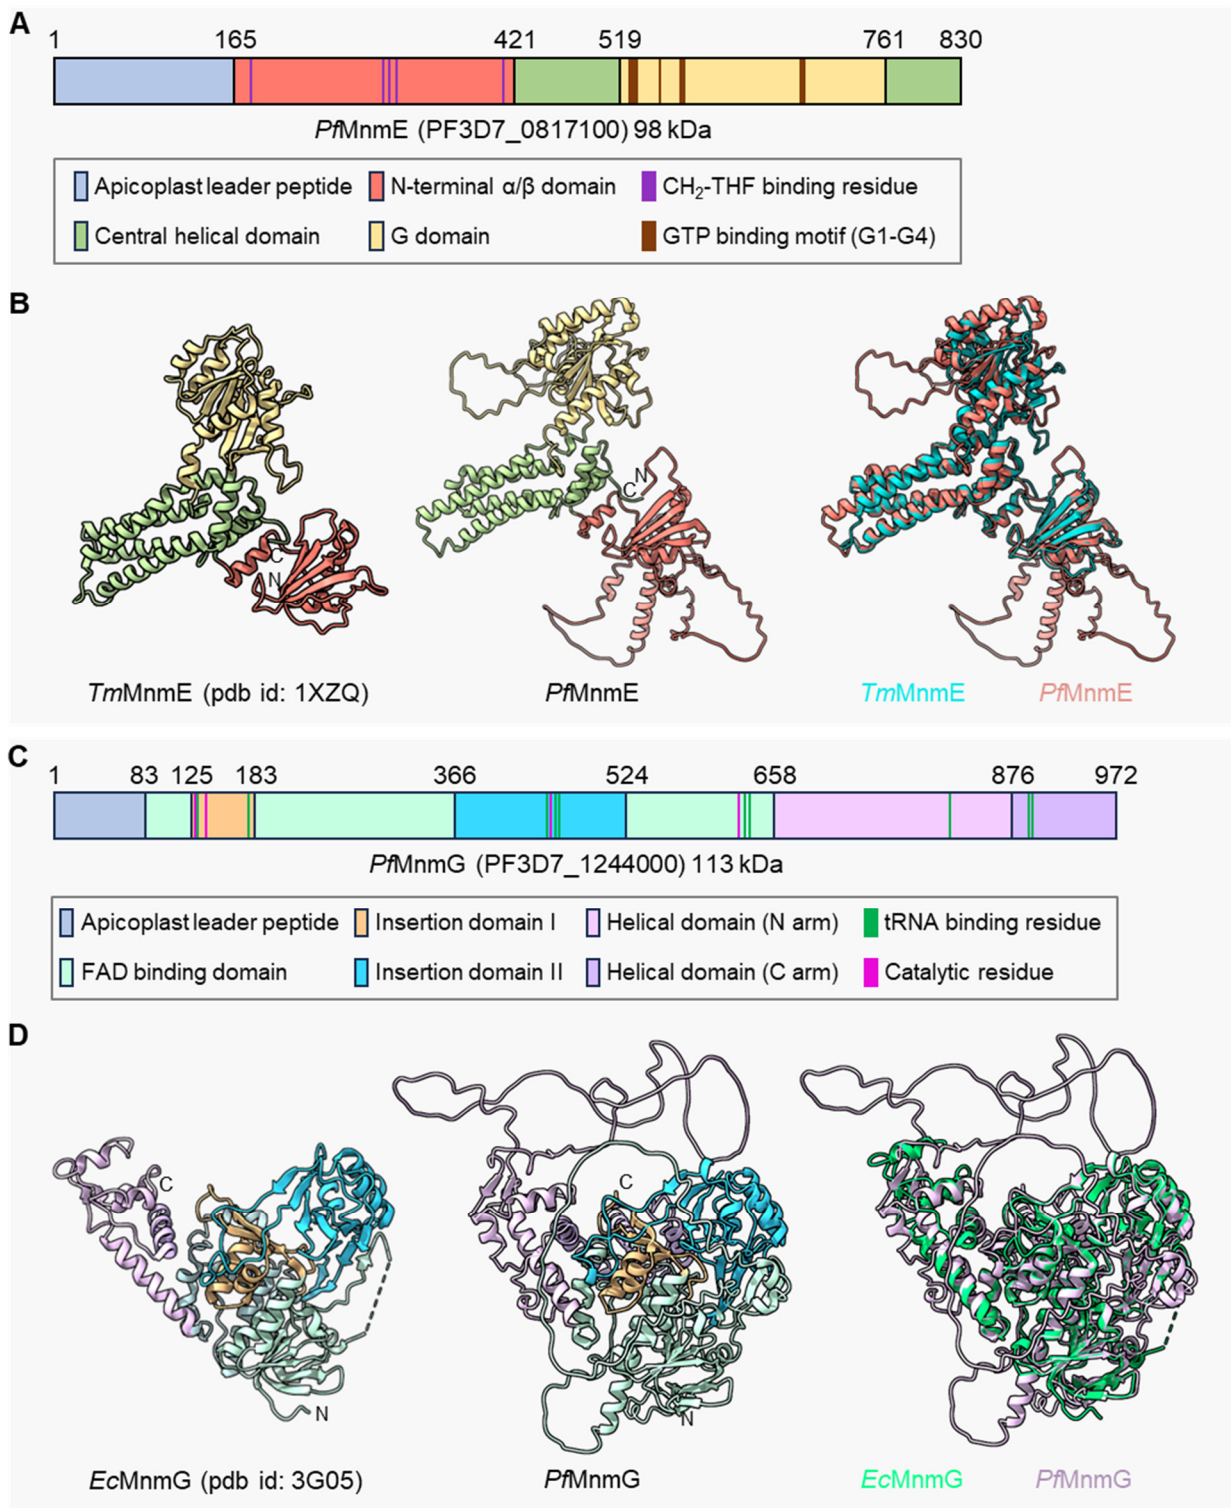 A
1 165 421 519 761 830
PfMnmE (PF3D7_0817100) 98 kDa
Apicoplast leader peptide N-terminal α/β domain CH₂-THF binding residue
Central helical domain G domain GTP binding motif (G1-G4)
B
C N
C
N
TmMnmE (pdb id: 1XZQ) PfMnmE TmMnmE PfMnmE
C
1 83 125 183 366 524 658 876 972
PfMnmG (PF3D7_1244000) 113 kDa
Apicoplast leader peptide Insertion domain I Helical domain (N arm) tRNA binding residue
FAD binding domain Insertion domain II Helical domain (C arm) Catalytic residue
D
C C
N N
EcMnmG (pdb id: 3G05) PfMnmG EcMnmG PfMnmG